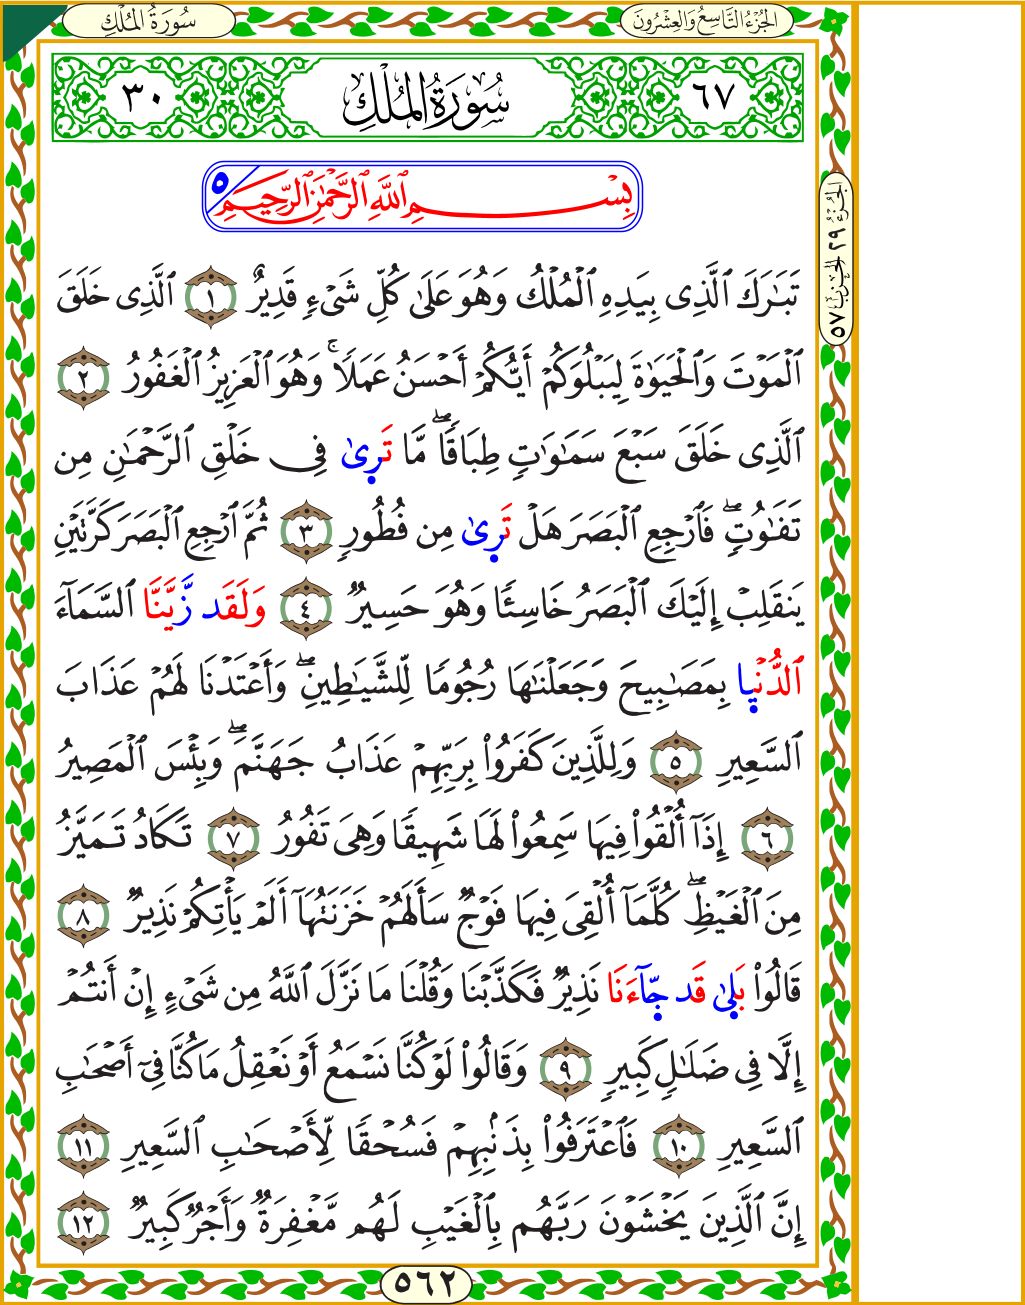 سُورَةُ المُلْكِ
الجُزْءُ التَّاسِعُ وَالعِشْرُونَ
٦٧
سُورَةُ المُلْكِ
٣٠
بِسْمِ اللَّهِ الرَّحْمَٰنِ الرَّحِيمِ ٥
الجُزْءُ ٢٩ الحِزْبُ ٥٧
تَبَٰرَكَ ٱلَّذِى بِيَدِهِ ٱلْمُلْكُ وَهُوَ عَلَىٰ كُلِّ شَىْءٍ قَدِيرٌ ١ ٱلَّذِى خَلَقَ
ٱلْمَوْتَ وَٱلْحَيَوٰةَ لِيَبْلُوَكُمْ أَيُّكُمْ أَحْسَنُ عَمَلًا ۚ وَهُوَ ٱلْعَزِيزُ ٱلْغَفُورُ ٢
ٱلَّذِى خَلَقَ سَبْعَ سَمَٰوَٰتٍ طِبَاقًا ۖ مَّا تَرِىٰ فِى خَلْقِ ٱلرَّحْمَٰنِ مِن
تَفَٰوُتٍ ۖ فَٱرْجِعِ ٱلْبَصَرَ هَلْ تَرِىٰ مِن فُطُورٍ ٣ ثُمَّ ٱرْجِعِ ٱلْبَصَرَ كَرَّتَيْنِ
يَنقَلِبْ إِلَيْكَ ٱلْبَصَرُ خَاسِئًا وَهُوَ حَسِيرٌ ٤ وَلَقَد زَّيَّنَّا ٱلسَّمَآءَ
ٱلدُّنْيِا بِمَصَٰبِيحَ وَجَعَلْنَٰهَا رُجُومًا لِّلشَّيَٰطِينِ ۖ وَأَعْتَدْنَا لَهُمْ عَذَابَ
ٱلسَّعِيرِ ٥ وَلِلَّذِينَ كَفَرُوا۟ بِرَبِّهِمْ عَذَابُ جَهَنَّمَ ۖ وَبِئْسَ ٱلْمَصِيرُ
٦ إِذَآ أُلْقُوا۟ فِيهَا سَمِعُوا۟ لَهَا شَهِيقًا وَهِىَ تَفُورُ ٧ تَكَادُ تَمَيَّزُ
مِنَ ٱلْغَيْظِ ۖ كُلَّمَآ أُلْقِىَ فِيهَا فَوْجٌ سَأَلَهُمْ خَزَنَتُهَآ أَلَمْ يَأْتِكُمْ نَذِيرٌ ٨
قَالُوا۟ بَلِىٰ قَد جِّآءَنَا نَذِيرٌ فَكَذَّبْنَا وَقُلْنَا مَا نَزَّلَ ٱللَّهُ مِن شَىْءٍ إِنْ أَنتُمْ
إِلَّا فِى ضَلَٰلٍ كَبِيرٍ ٩ وَقَالُوا۟ لَوْ كُنَّا نَسْمَعُ أَوْ نَعْقِلُ مَا كُنَّا فِىٓ أَصْحَٰبِ
ٱلسَّعِيرِ ١٠ فَٱعْتَرَفُوا۟ بِذَنۢبِهِمْ فَسُحْقًا لِّأَصْحَٰبِ ٱلسَّعِيرِ ١١
إِنَّ ٱلَّذِينَ يَخْشَوْنَ رَبَّهُم بِٱلْغَيْبِ لَهُم مَّغْفِرَةٌ وَأَجْرٌ كَبِيرٌ ١٢
٥٦٢